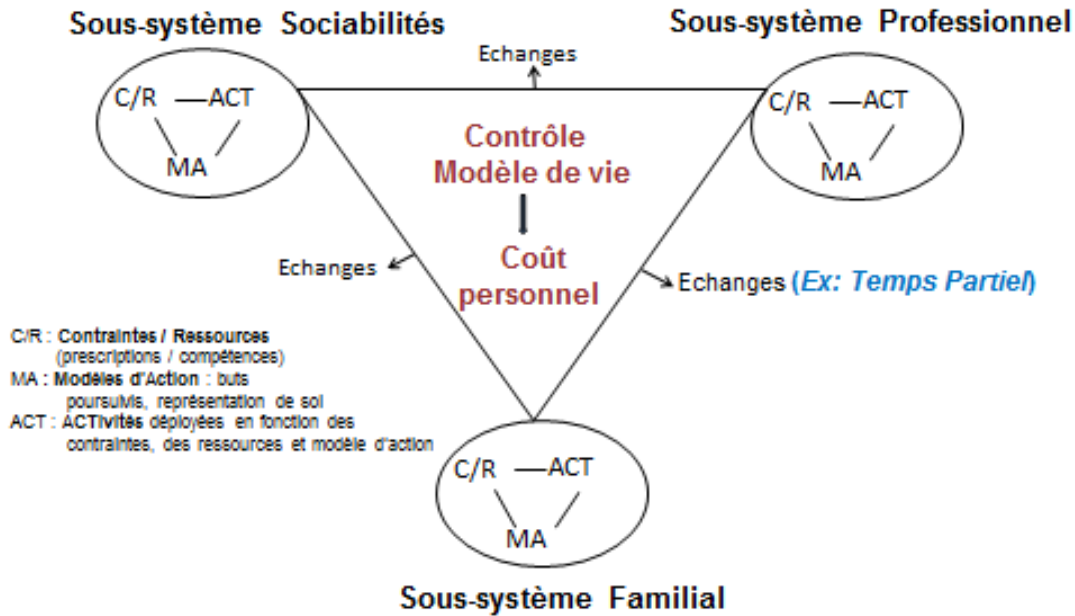 Sous-système Sociabilités
Sous-système Professionnel
Echanges
C/R
ACT
MA
C/R
ACT
MA
Contrôle
Modèle de vie
Coût
personnel
Echanges
Echanges (Ex: Temps Partiel)
C/R : Contraintes / Ressources
(prescriptions / compétences)
MA : Modèles d'Action : buts
poursuivis, représentation de soi
ACT : ACTivités déployées en fonction des
contraintes, des ressources et modèle d'action
C/R
ACT
MA
Sous-système Familial